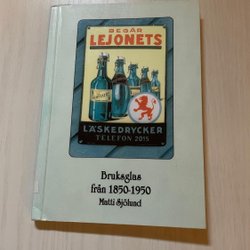 BEGÄR
LEJONETS
LÄSKEDRYCKER
TELEFON 2015
Bruksglas
från 1850-1950
Matti Sjölund